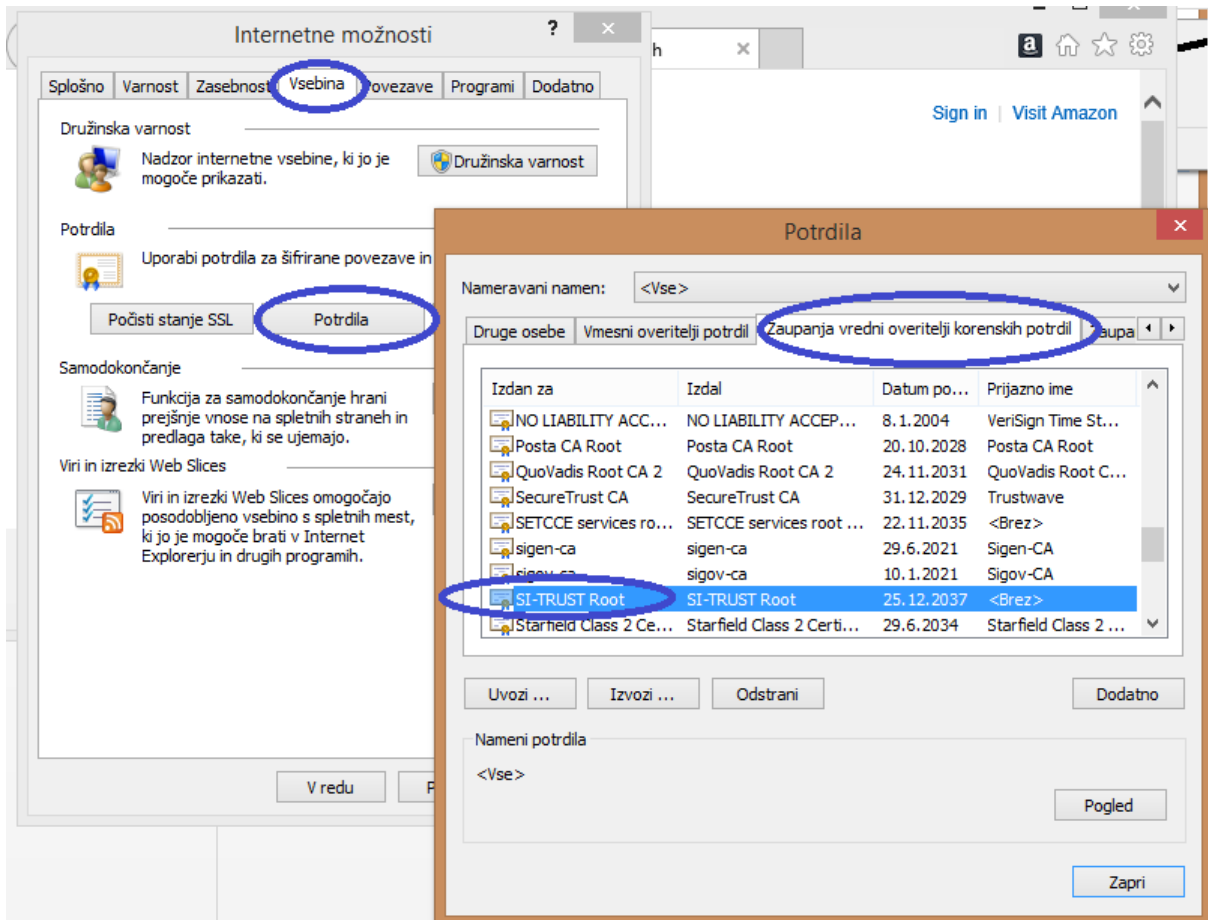 Internetne možnosti
?
h
a
Splošno
Varnost
Zasebnost
Vsebina
Povezave
Programi
Dodatno
Sign in | Visit Amazon
Družinska varnost
Nadzor internetne vsebine, ki jo je
mogoče prikazati.
Družinska varnost
Potrdila
Uporabi potrdila za šifrirane povezave in
Počisti stanje SSL
Potrdila
Samodokončanje
Funkcija za samodokončanje hrani
prejšnje vnose na spletnih straneh in
predlaga take, ki se ujemajo.
Viri in izrezki Web Slices
Viri in izrezki Web Slices omogočajo
posodobljeno vsebino s spletnih mest,
ki jo je mogoče brati v Internet
Explorerju in drugih programih.
V redu
P
Potrdila
Nameravani namen:
<Vse>
Druge osebe
Vmesni overitelji potrdil
Zaupanja vredni overitelji korenskih potrdil
Zaupa
Izdan za Izdal Datum po... Prijazno ime
NO LIABILITY ACC... NO LIABILITY ACCEP... 8.1.2004 VeriSign Time St...
Posta CA Root Posta CA Root 20.10.2028 Posta CA Root
QuoVadis Root CA 2 QuoVadis Root CA 2 24.11.2031 QuoVadis Root C...
SecureTrust CA SecureTrust CA 31.12.2029 Trustwave
SETCCE services ro... SETCCE services root ... 22.11.2035 <Brez>
sigen-ca sigen-ca 29.6.2021 Sigen-CA
sigov-ca sigov-ca 10.1.2021 Sigov-CA
SI-TRUST Root SI-TRUST Root 25.12.2037 <Brez>
Starfield Class 2 Ce... Starfield Class 2 Certi... 29.6.2034 Starfield Class 2 ...
Uvozi ...
Izvozi ...
Odstrani
Dodatno
Nameni potrdila
<Vse>
Pogled
Zapri